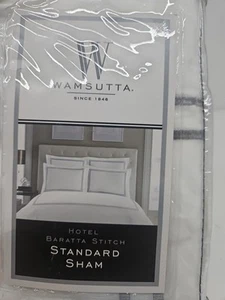 W
WAMSUTTA.
SINCE 1846
HOTEL
BARATTA STITCH
STANDARD
SHAM